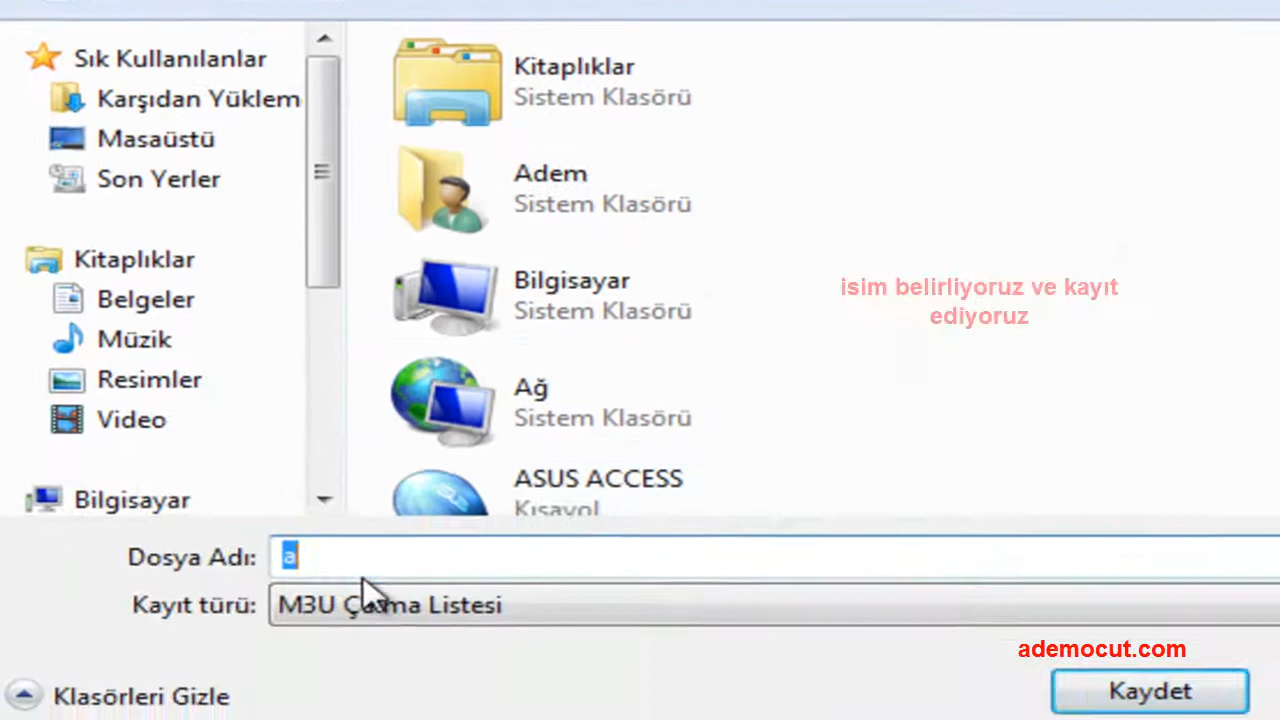 Sık Kullanılanlar
Karşıdan Yüklem
Masaüstü
Son Yerler
Kitaplıklar
Belgeler
Müzik
Resimler
Video
Bilgisayar
Kitaplıklar
Sistem Klasörü
Adem
Sistem Klasörü
Bilgisayar
Sistem Klasörü
Ağ
Sistem Klasörü
ASUS ACCESS
Kısayol
isim belirliyoruz ve kayıt
ediyoruz
Dosya Adı: a
Kayıt türü: M3U Çalma Listesi
ademocut.com
Klasörleri Gizle
Kaydet